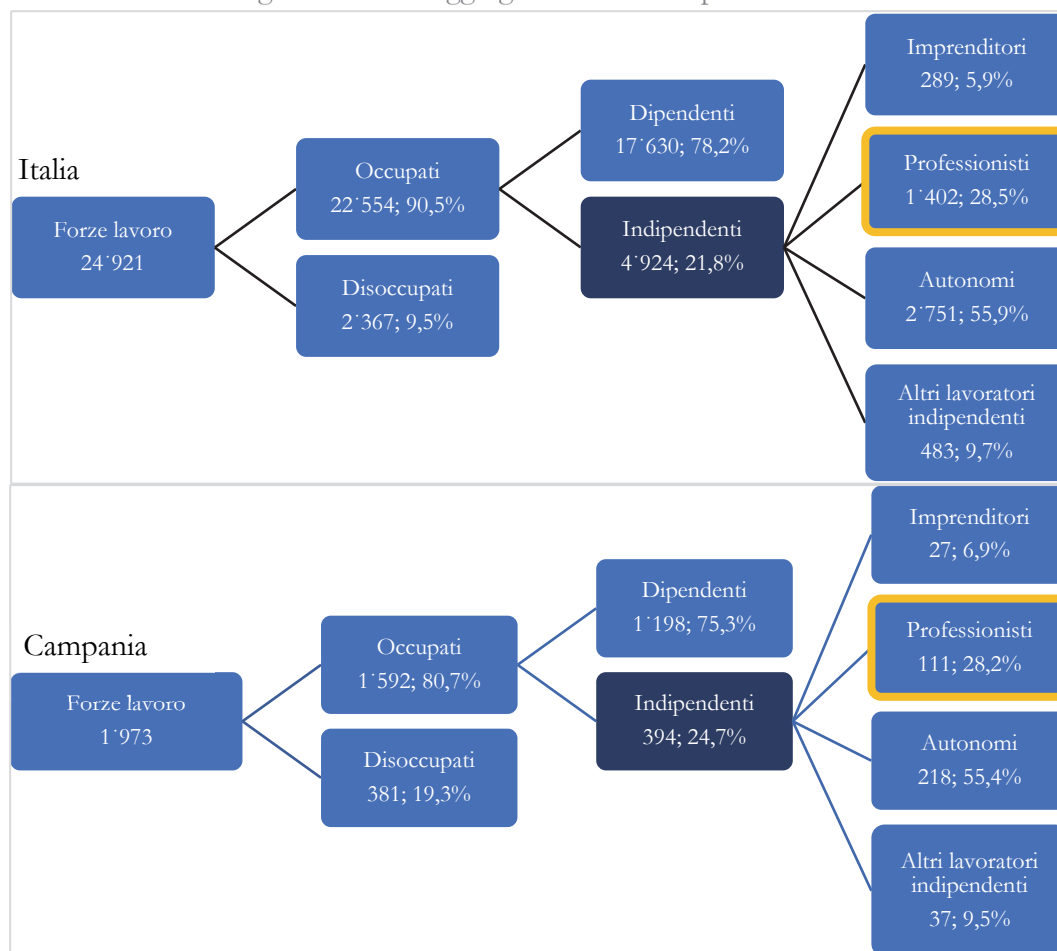 Italia
Forze lavoro
24˙921
Occupati
22˙554; 90,5%
Disoccupati
2˙367; 9,5%
Dipendenti
17˙630; 78,2%
Indipendenti
4˙924; 21,8%
Imprenditori
289; 5,9%
Professionisti
1˙402; 28,5%
Autonomi
2˙751; 55,9%
Altri lavoratori
indipendenti
483; 9,7%
Campania
Forze lavoro
1˙973
Occupati
1˙592; 80,7%
Disoccupati
381; 19,3%
Dipendenti
1˙198; 75,3%
Indipendenti
394; 24,7%
Imprenditori
27; 6,9%
Professionisti
111; 28,2%
Autonomi
218; 55,4%
Altri lavoratori
indipendenti
37; 9,5%